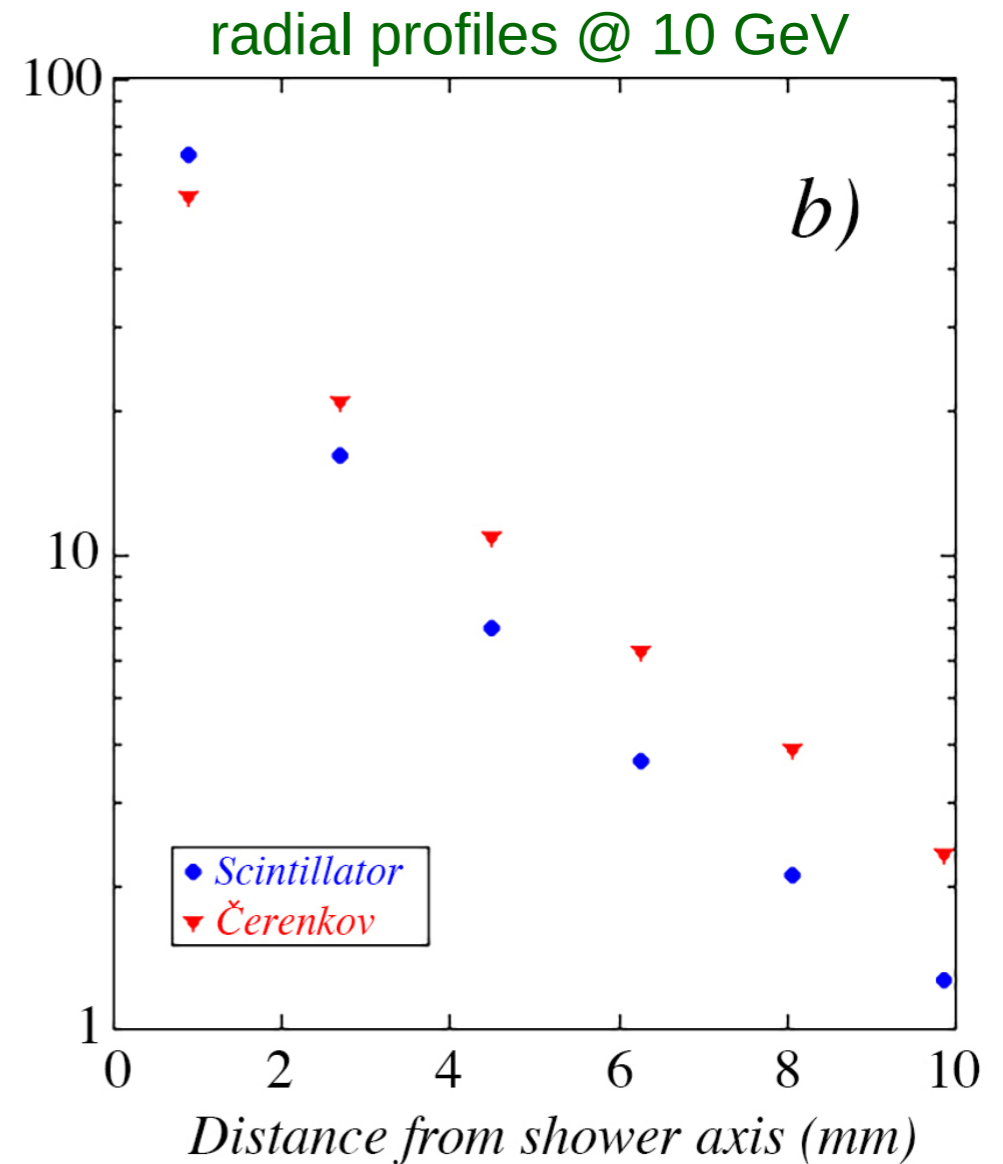 radial profiles @ 10 GeV
100
b)
10
Scintillator
Čerenkov
1
0 2 4 6 8 10
Distance from shower axis (mm)